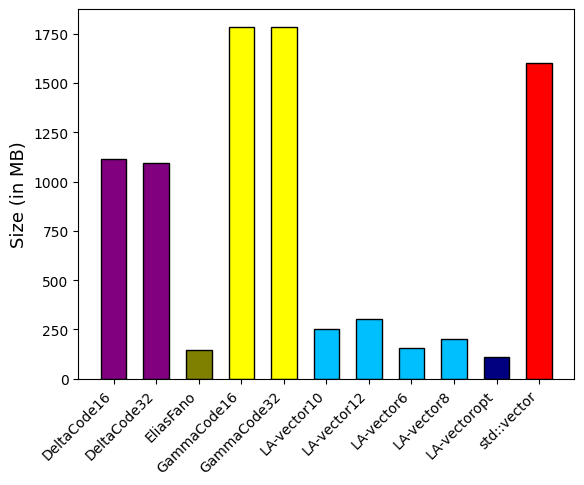 Size (in MB)
1750
1500
1250
1000
750
500
250
0
DeltaCode16
DeltaCode32
EliasFano
GammaCode16
GammaCode32
LA-vector10
LA-vector12
LA-vector6
LA-vector8
LA-vectoropt
std::vector